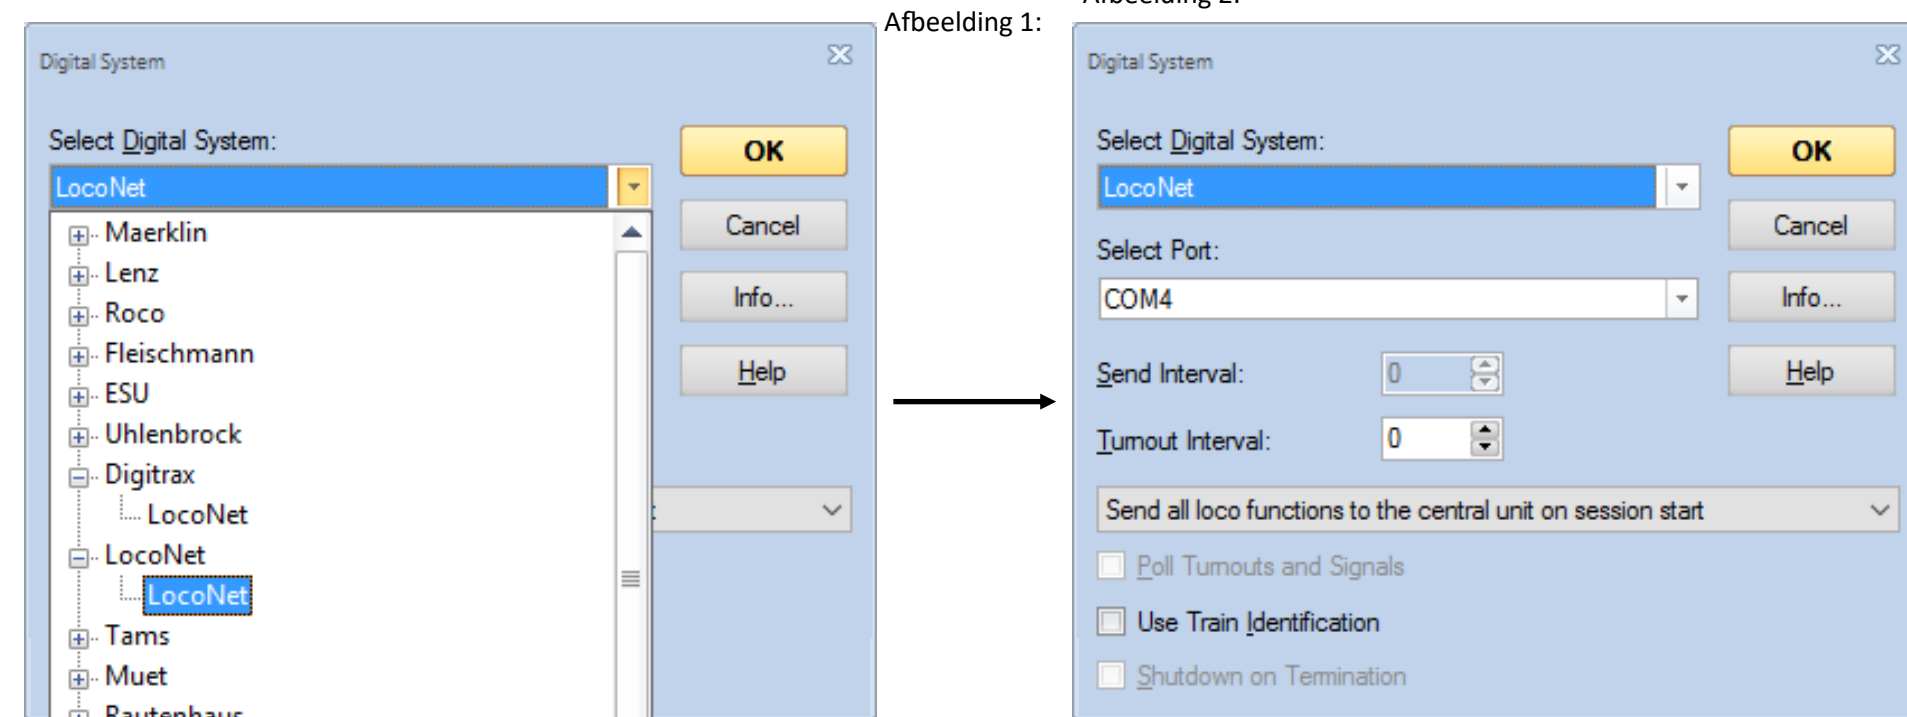 Afbeelding 1:
Afbeelding 2:
Digital System
Select Digital System:
LocoNet
Maerklin
Lenz
Roco
Fleischmann
ESU
Uhlenbrock
Digitrax
LocoNet
LocoNet
LocoNet
Tams
Muet
Rautenhaus
OK
Cancel
Info...
Help
Digital System
Select Digital System:
LocoNet
Select Port:
COM4
Send Interval:
0
Turnout Interval:
0
Send all loco functions to the central unit on session start
Poll Turnouts and Signals
Use Train Identification
Shutdown on Termination
OK
Cancel
Info...
Help